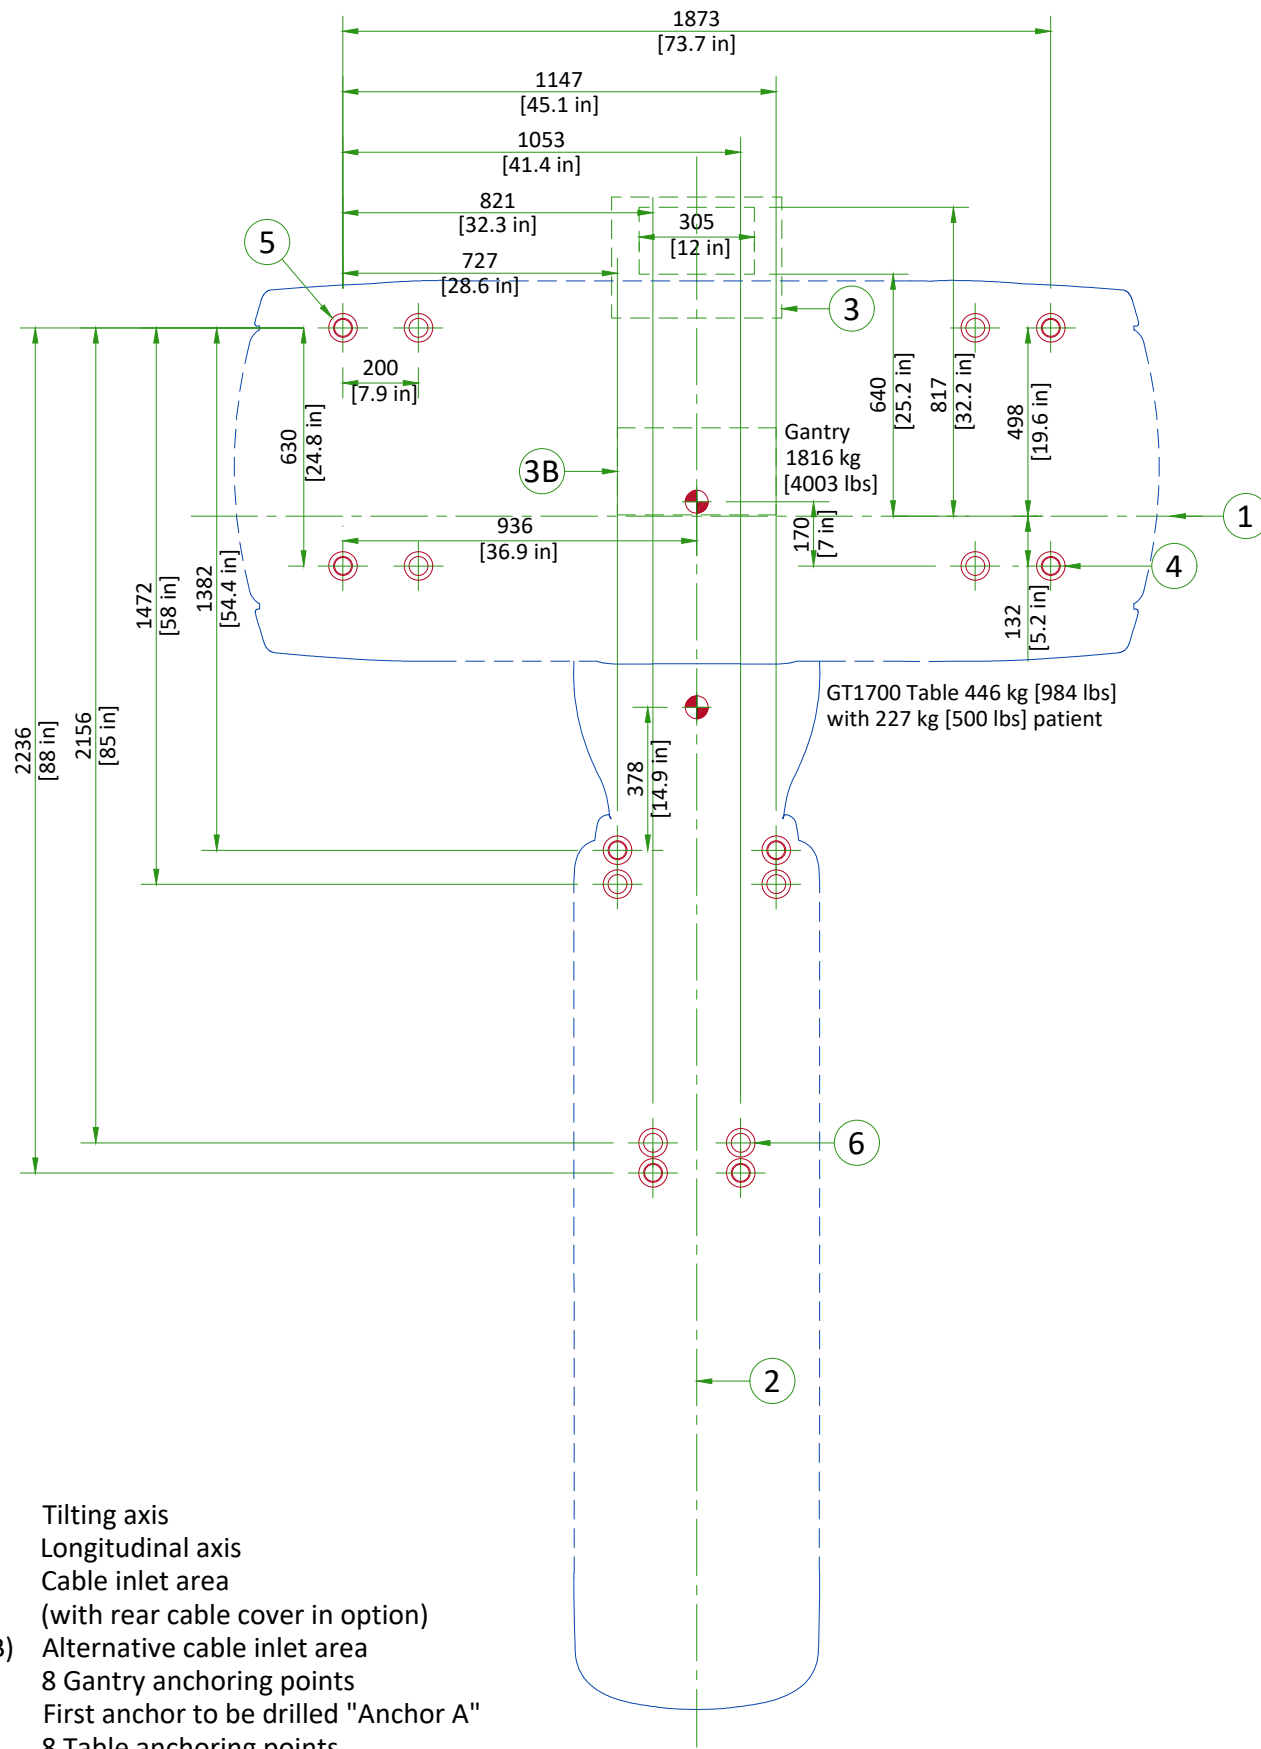 1873
[73.7 in]
1147
[45.1 in]
1053
[41.4 in]
821
[32.3 in]
305
[12 in]
5
727
[28.6 in]
3
200
[7.9 in]
640
[25.2 in]
817
[32.2 in]
498
[19.6 in]
630
[24.8 in]
Gantry
1816 kg
[4003 lbs]
3B
1
936
[36.9 in]
170
[7 in]
4
1472
[58 in]
1382
[54.4 in]
132
[5.2 in]
GT1700 Table 446 kg [984 lbs]
with 227 kg [500 lbs] patient
2236
[88 in]
2156
[85 in]
378
[14.9 in]
6
2
Tilting axis
Longitudinal axis
Cable inlet area
(with rear cable cover in option)
) Alternative cable inlet area
8 Gantry anchoring points
First anchor to be drilled "Anchor A"
8 Table anchoring points